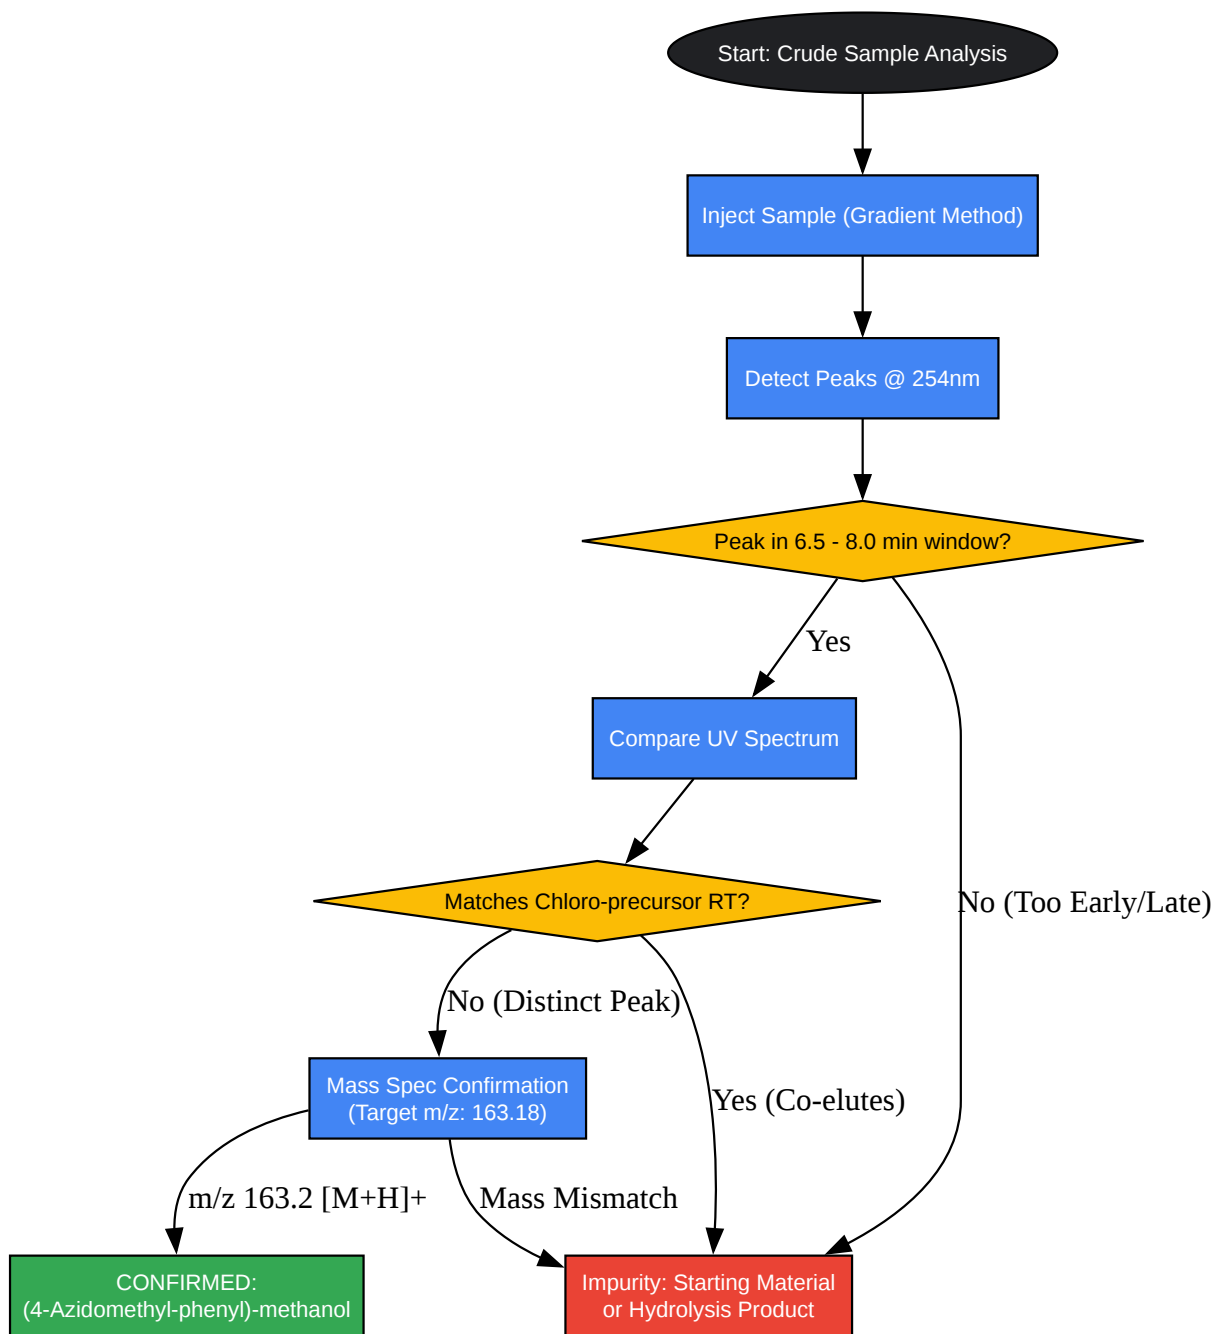 Start: Crude Sample Analysis
Inject Sample (Gradient Method)
Detect Peaks @ 254nm
Peak in 6.5 - 8.0 min window?
Yes
Compare UV Spectrum
Matches Chloro-precursor RT?
No (Too Early/Late)
No (Distinct Peak)
Mass Spec Confirmation
(Target m/z: 163.18)
Yes (Co-elutes)
m/z 163.2 [M+H]+
Mass Mismatch
CONFIRMED:
(4-Azidomethyl-phenyl)-methanol
Impurity: Starting Material
or Hydrolysis Product